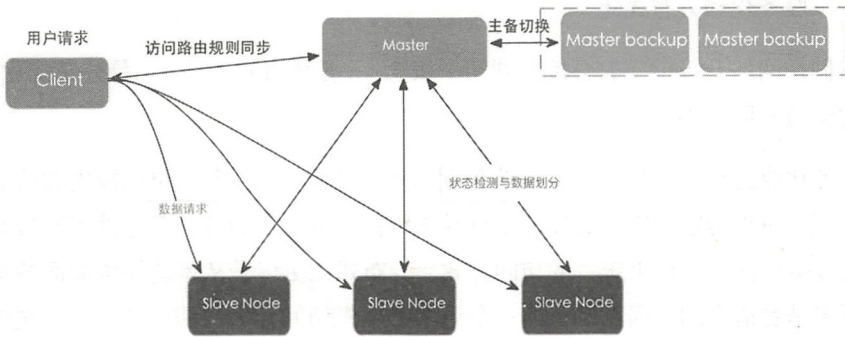 用户请求
Client
访问路由规则同步
Master
主备切换
Master backup
Master backup
数据请求
状态检测与数据划分
Slave Node
Slave Node
Slave Node